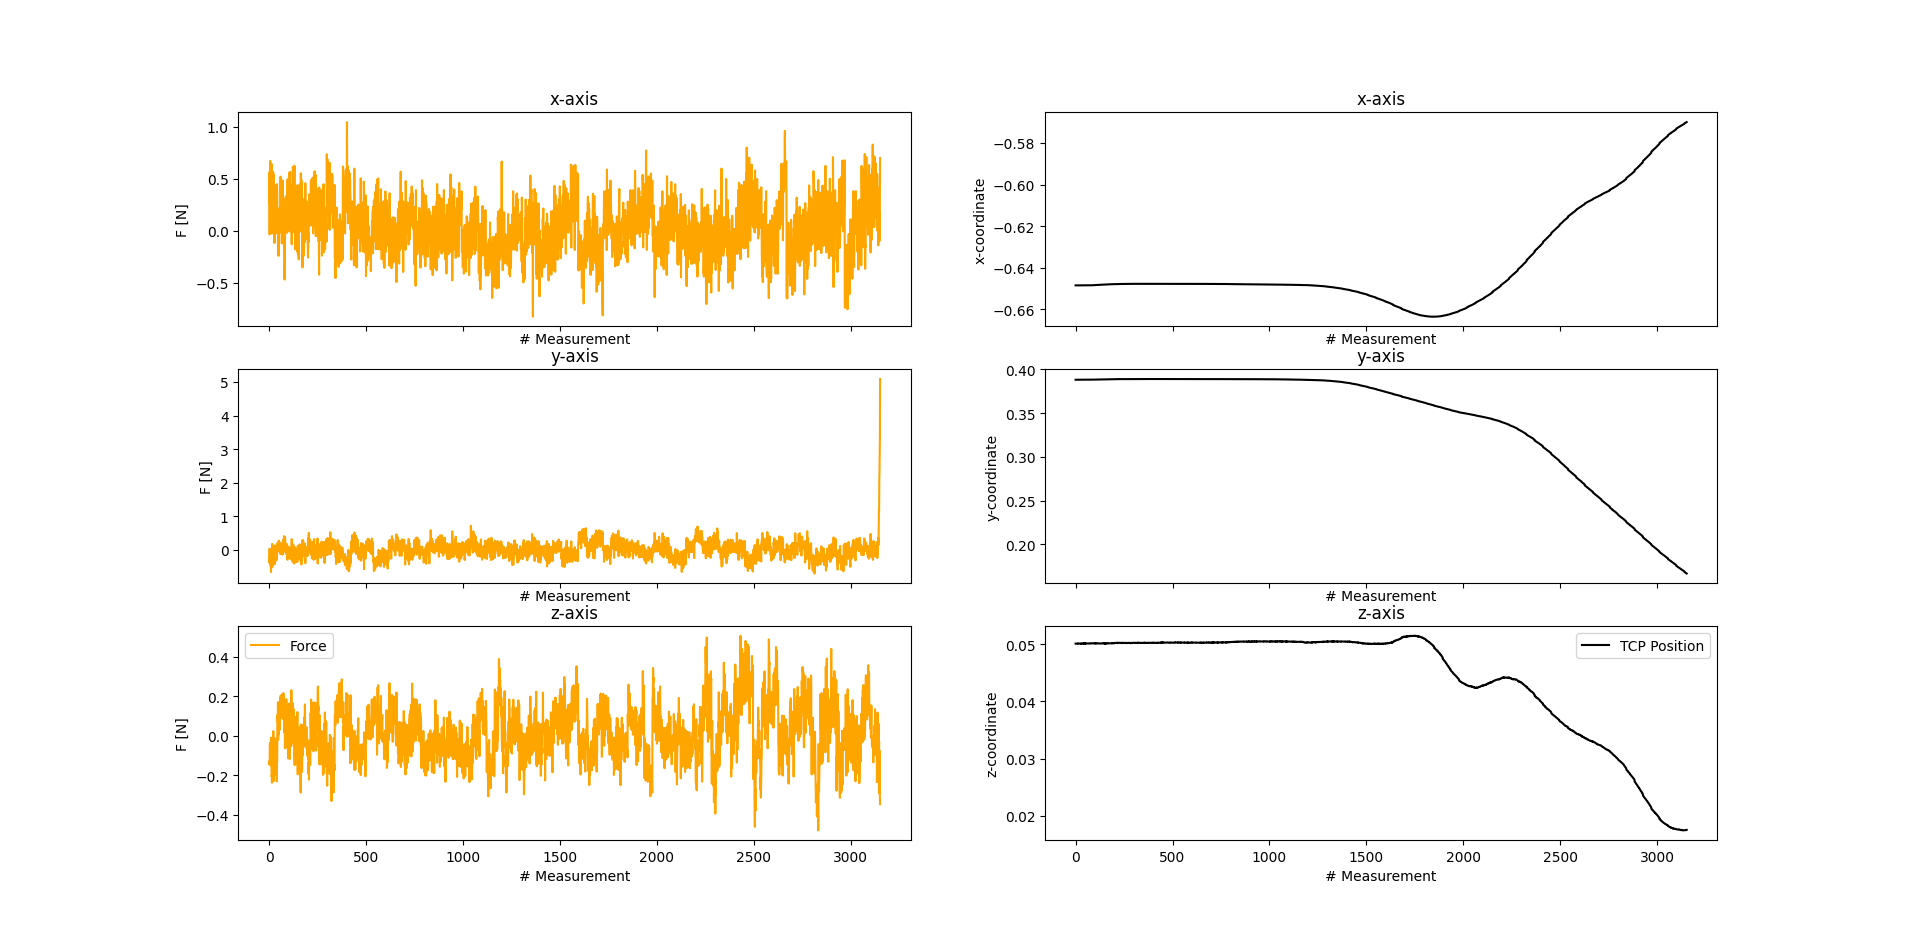 x-axis
1.0
0.5
0.0
−0.5
F [N]
# Measurement
x-axis
−0.58
−0.60
−0.62
−0.64
−0.66
x-coordinate
# Measurement
y-axis
5
4
3
2
1
0
F [N]
# Measurement
y-axis
0.40
0.35
0.30
0.25
0.20
y-coordinate
# Measurement
z-axis
Force
0.4
0.2
0.0
−0.2
−0.4
F [N]
0 500 1000 1500 2000 2500 3000
# Measurement
z-axis
TCP Position
0.05
0.04
0.03
0.02
z-coordinate
0 500 1000 1500 2000 2500 3000
# Measurement